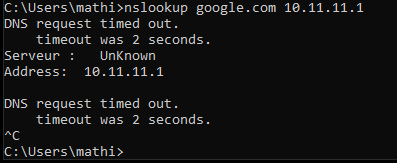 C:\Users\mathi>nslookup google.com 10.11.11.1
DNS request timed out.
    timeout was 2 seconds.
Serveur :   UnKnown
Address:  10.11.11.1

DNS request timed out.
    timeout was 2 seconds.
^C
C:\Users\mathi>